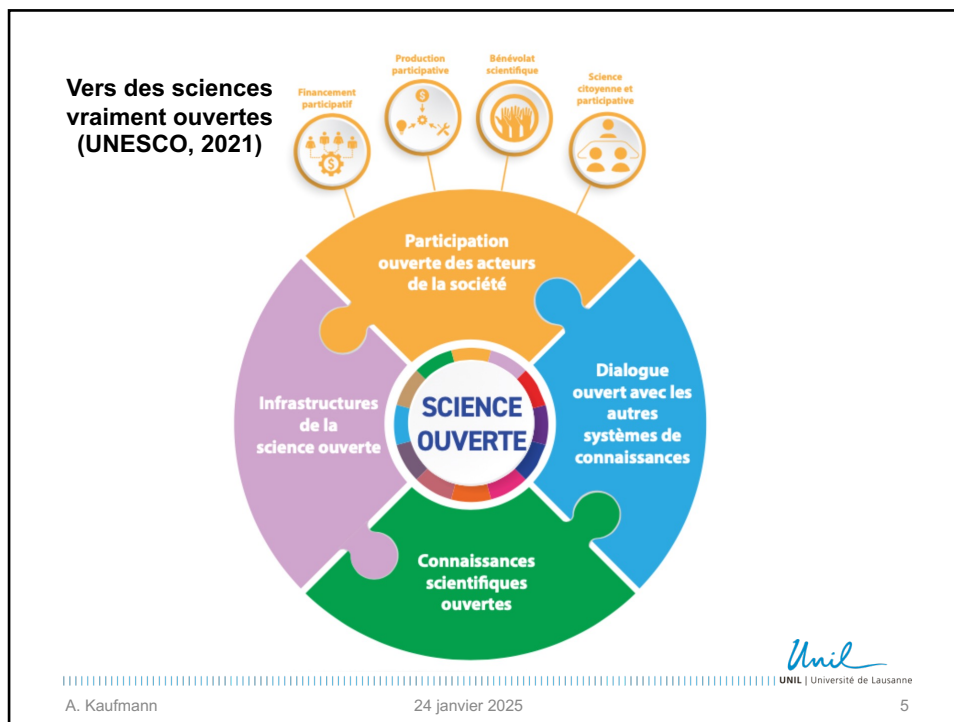 Vers des sciences
vraiment ouvertes
(UNESCO, 2021)
Financement
participatif
Production
participative
Bénévolat
scientifique
Science
citoyenne et
participative
Participation
ouverte des acteurs
de la société
Infrastructures
de la
science ouverte
SCIENCE
OUVERTE
Dialogue
ouvert avec les
autres
systèmes de
connaissances
Connaissances
scientifiques
ouvertes
Unil
UNIL | Université de Lausanne
A. Kaufmann
24 janvier 2025
5